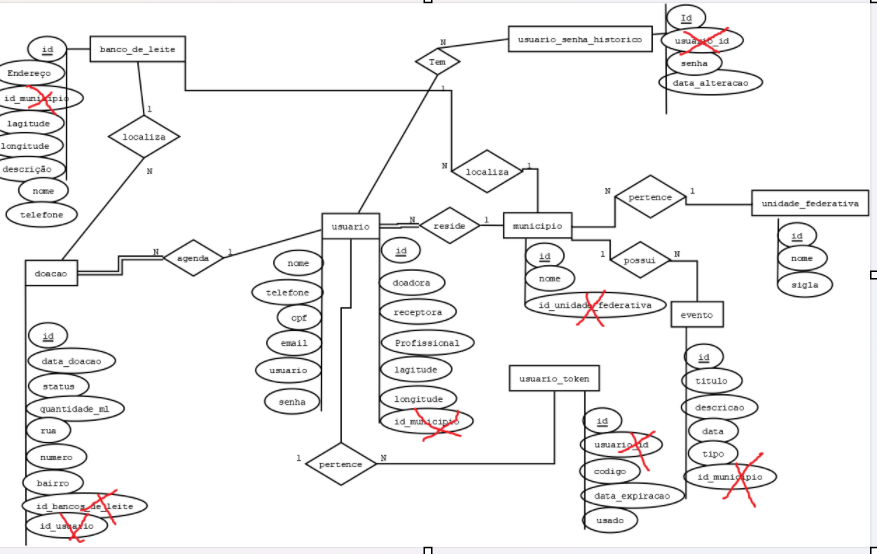 id
banco_de_leite
Endereço
id_municipio
lagitude
longitude
descrição
nome
telefone
1
localiza
N
N
Tem
1
usuario_senha_historico
Id
usuario_id
senha
data_alteracao
N
localiza
1
N
pertence
1
unidade_federativa
id
nome
sigla
usuario
N
reside
1
municipio
id
nome
id_unidade_federativa
1
possui
N
evento
id
titulo
descricao
data
tipo
id_municipio
doacao
N
agenda
1
id
data_doacao
status
quantidade_ml
rua
numero
bairro
id_bancos_de_leite
id_usuario
nome
telefone
cpf
email
usuario
senha
id
doadora
receptora
Profissional
lagitude
longitude
id_municipio
1
pertence
N
usuario_token
id
usuario_id
codigo
data_expiracao
usado